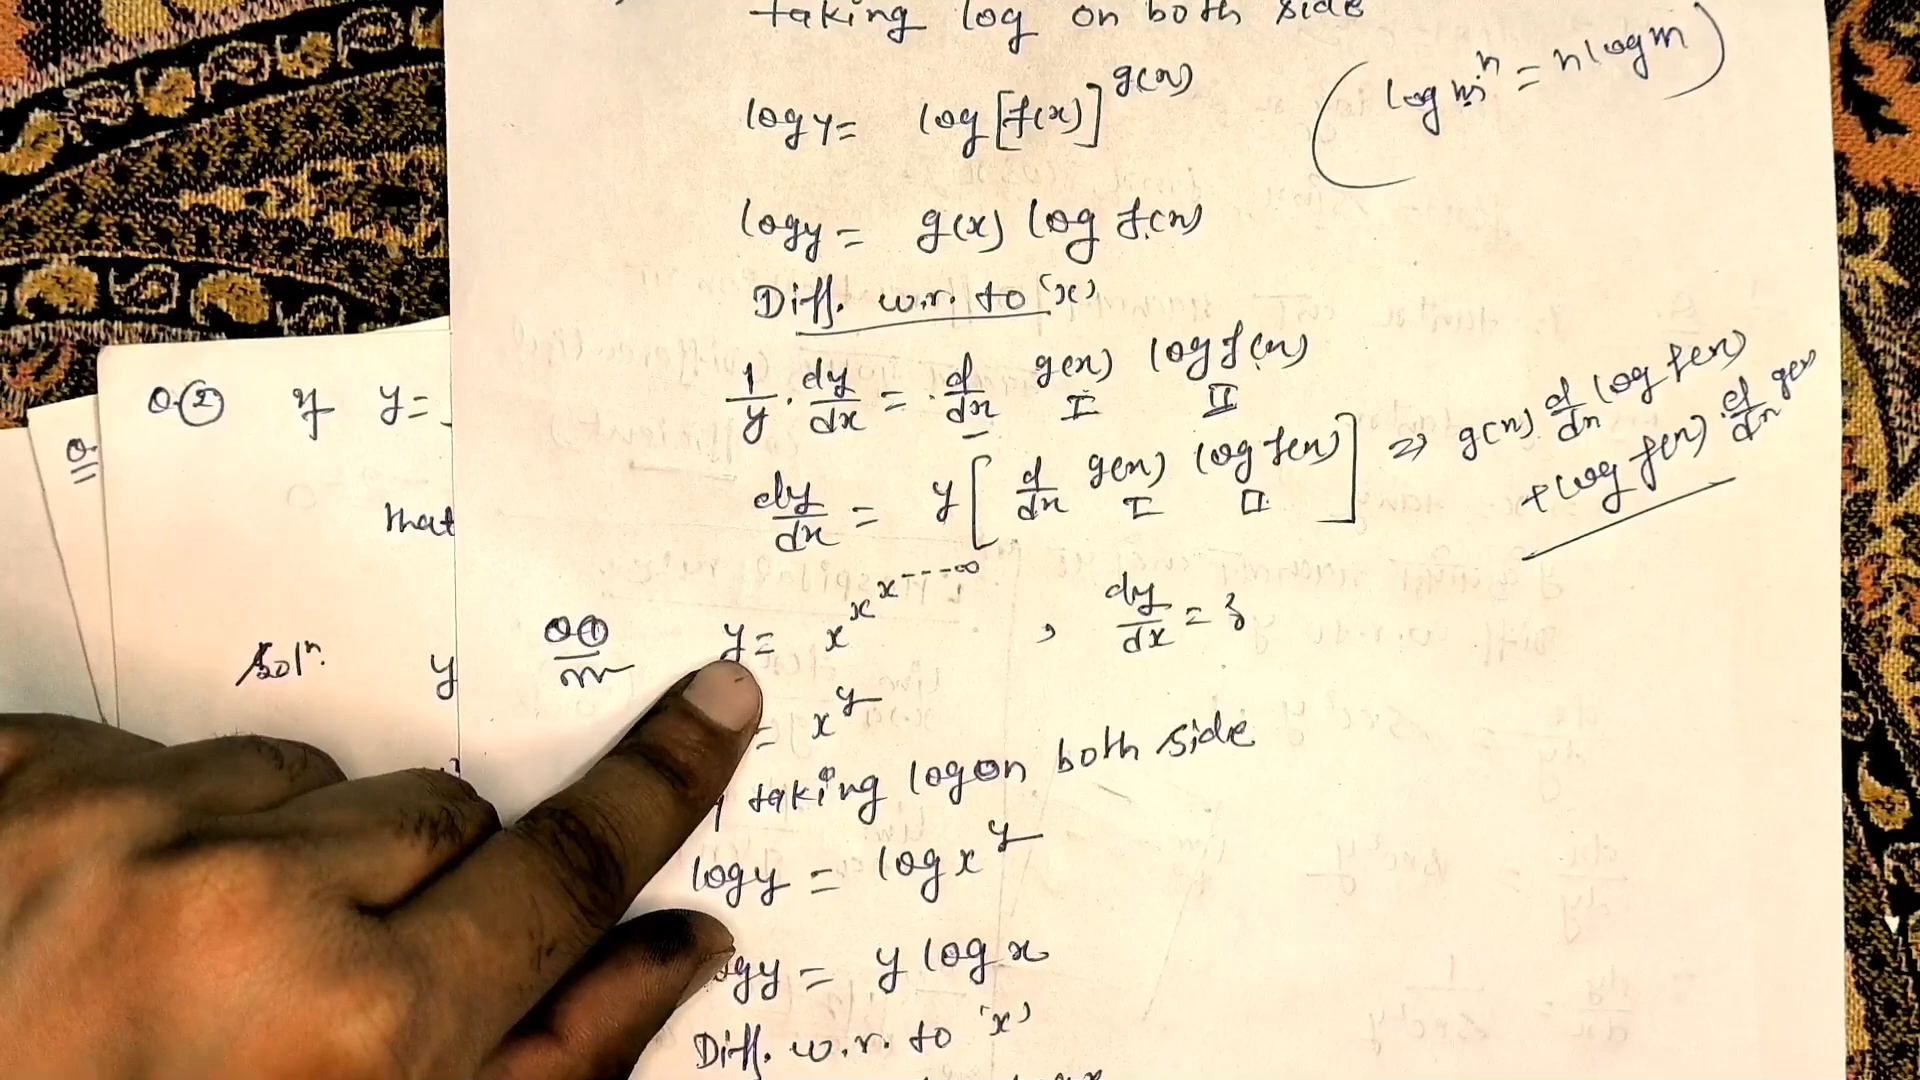 taking log on both side
log y = log [f(x)]^g(x)
(log m^n = n log m)
log y = g(x) log f(x)
Diff. w.r. to 'x'
1/y . dy/dx = . d/dx g(x) log f(x)
I II
dy/dx = y [ d/dx g(x) log f(x) ] => g(x) d/dx log f(x)
I II
+ log f(x) . d/dx g(x)
Q① y = x^x^x^----∞ , dy/dx = ?
= x^y
taking log on both side
log y = log x^y
y = y log x
Diff. w.r. to 'x'
Q.② y y =
that
Solⁿ. y
Q.